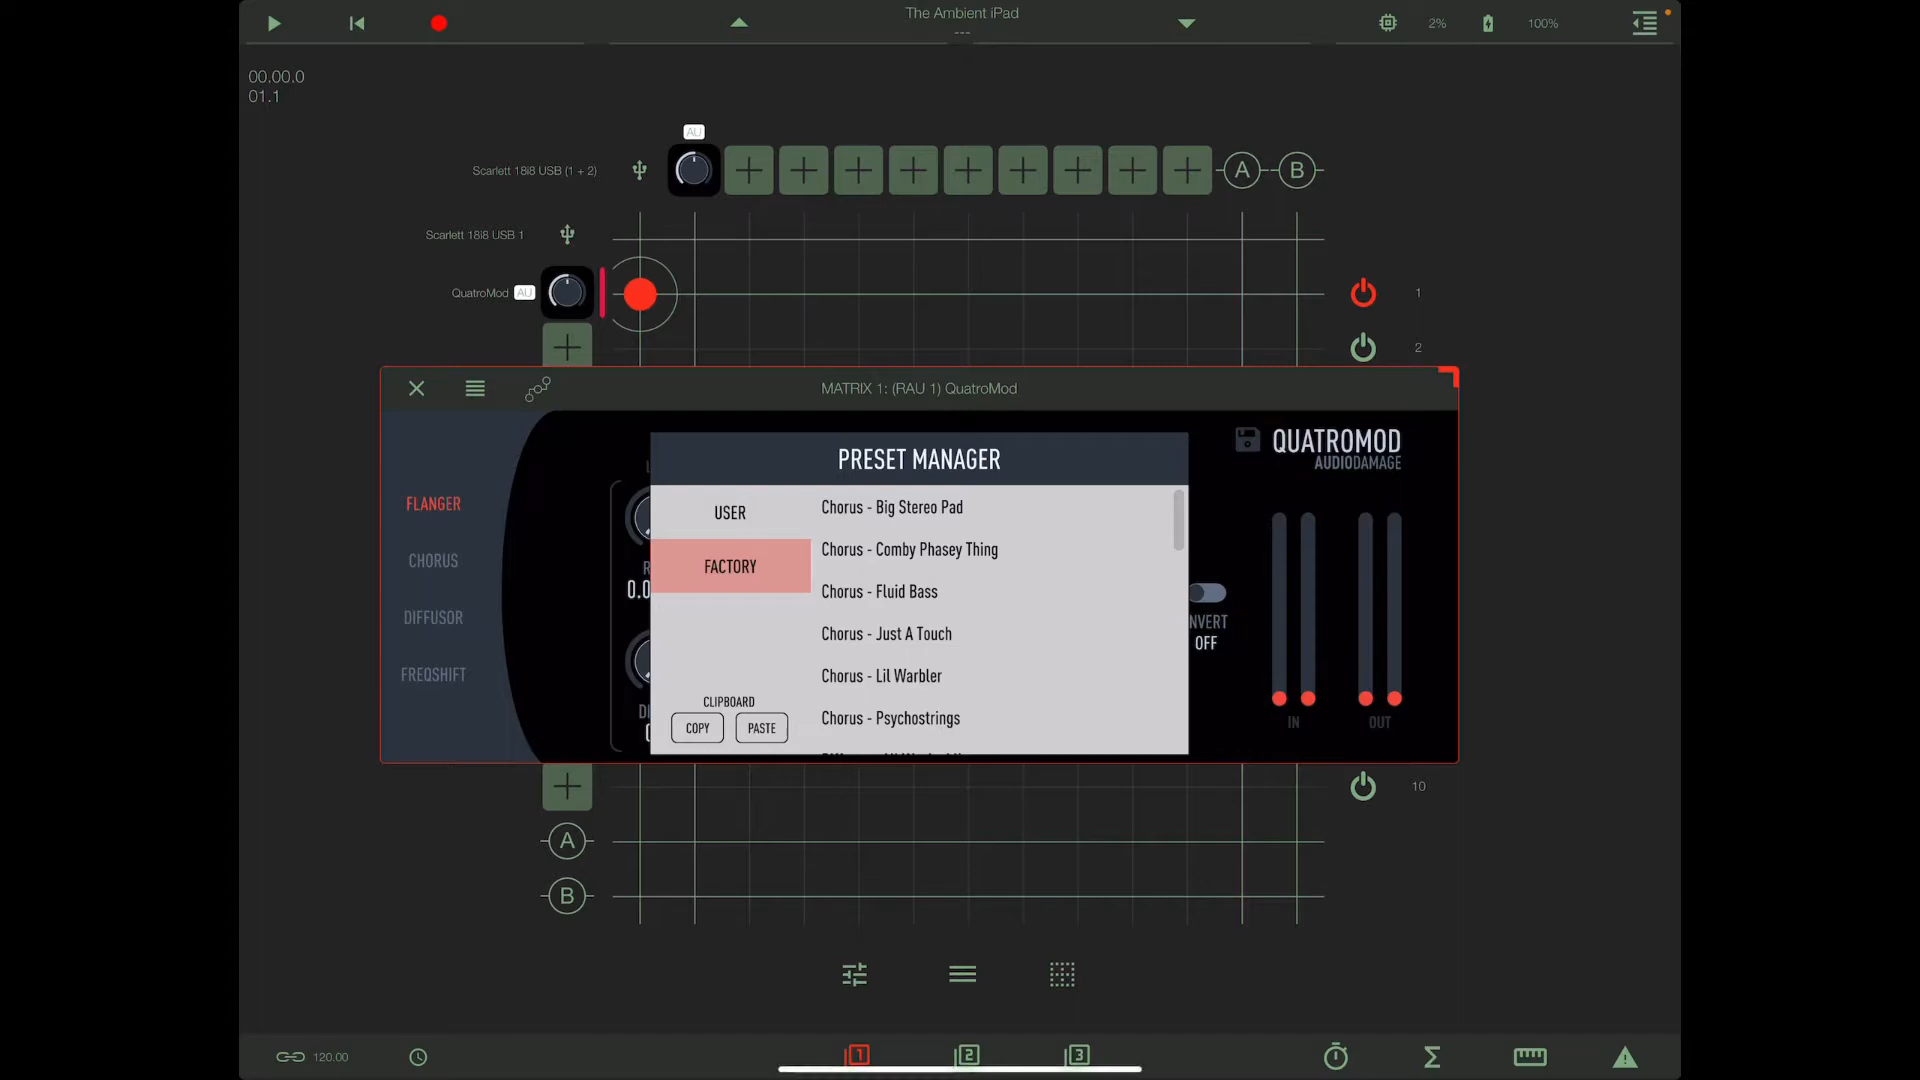 The Ambient iPad
---
2%
100%
00.00.0
01.1
AU
Scarlett 18i8 USB (1 + 2)
A
B
Scarlett 18i8 USB 1
QuatroMod AU
1
2
MATRIX 1: (RAU 1) QuatroMod
PRESET MANAGER
QUATROMOD
AUDIODAMAGE
FLANGER
CHORUS
DIFFUSOR
FREQSHIFT
0.0
USER
FACTORY
CLIPBOARD
COPY
PASTE
Chorus - Big Stereo Pad
Chorus - Comby Phasey Thing
Chorus - Fluid Bass
Chorus - Just A Touch
Chorus - Lil Warbler
Chorus - Psychostrings
NVERT
OFF
IN
OUT
10
A
B
120.00
1
2
3